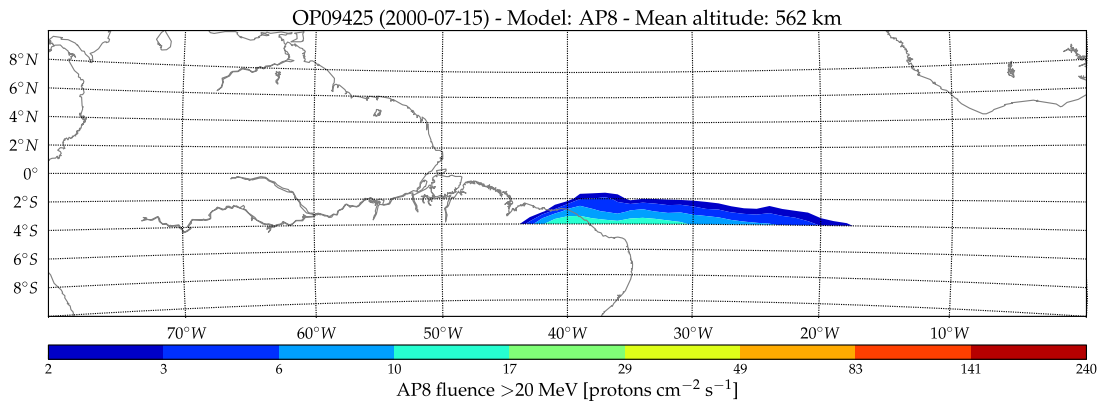 OP09425 (2000-07-15) - Model: AP8 - Mean altitude: 562 km
8°N
6°N
4°N
2°N
0°
2°S
4°S
6°S
8°S
70°W 60°W 50°W 40°W 30°W 20°W 10°W
2 3 6 10 17 29 49 83 141 240
AP8 fluence >20 MeV [protons cm⁻² s⁻¹]